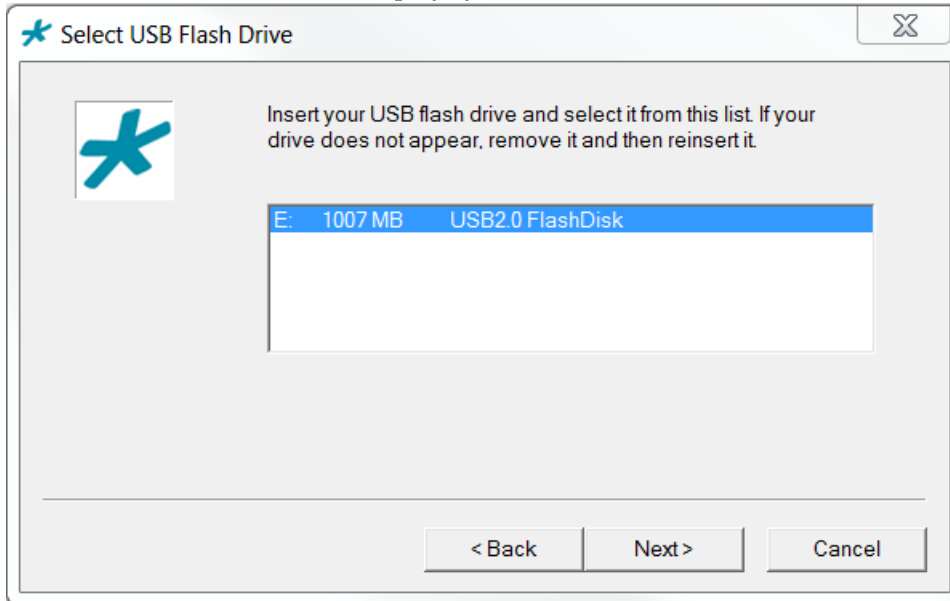 Select USB Flash Drive
Insert your USB flash drive and select it from this list. If your
drive does not appear, remove it and then reinsert it.
E: 1007 MB USB2.0 FlashDisk
< Back Next > Cancel